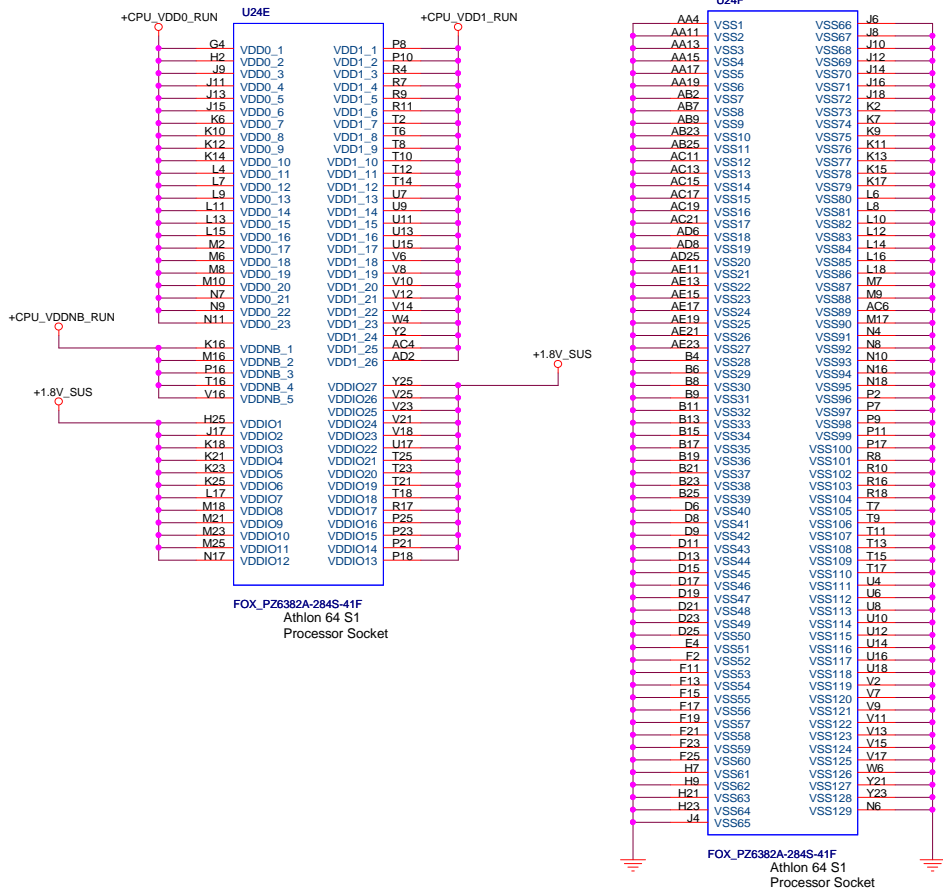 U24E
+CPU_VDD0_RUN +CPU_VDD1_RUN
G4 VDD0_1 VDD1_1 P8
H2 VDD0_2 VDD1_2 P10
J9 VDD0_3 VDD1_3 R4
J11 VDD0_4 VDD1_4 R7
J13 VDD0_5 VDD1_5 R9
J15 VDD0_6 VDD1_6 R11
K6 VDD0_7 VDD1_7 T2
K10 VDD0_8 VDD1_8 T6
K12 VDD0_9 VDD1_9 T8
K14 VDD0_10 VDD1_10 T10
L4 VDD0_11 VDD1_11 T12
L7 VDD0_12 VDD1_12 T14
L9 VDD0_13 VDD1_13 U7
L11 VDD0_14 VDD1_14 U9
L13 VDD0_15 VDD1_15 U11
L15 VDD0_16 VDD1_16 U13
M2 VDD0_17 VDD1_17 U15
M6 VDD0_18 VDD1_18 V6
M8 VDD0_19 VDD1_19 V8
M10 VDD0_20 VDD1_20 V10
N7 VDD0_21 VDD1_21 V12
N9 VDD0_22 VDD1_22 V14
N11 VDD0_23 VDD1_23 W4
+CPU_VDDNB_RUN
VDD1_24 Y2
K16 VDDNB_1 VDD1_25 AC4
M16 VDDNB_2 VDD1_26 AD2
P16 VDDNB_3
+1.8V_SUS
T16 VDDNB_4 VDDIO27 Y25
V16 VDDNB_5 VDDIO26 V25
+1.8V_SUS
VDDIO25 V23
H25 VDDIO1 VDDIO24 V21
J17 VDDIO2 VDDIO23 V18
K18 VDDIO3 VDDIO22 U17
K21 VDDIO4 VDDIO21 T25
K23 VDDIO5 VDDIO20 T23
K25 VDDIO6 VDDIO19 T21
L17 VDDIO7 VDDIO18 T18
M18 VDDIO8 VDDIO17 R17
M21 VDDIO9 VDDIO16 P25
M23 VDDIO10 VDDIO15 P23
M25 VDDIO11 VDDIO14 P21
N17 VDDIO12 VDDIO13 P18
FOX_PZ6382A-284S-41F
Athlon 64 S1
Processor Socket
U24F
AA4 VSS1 VSS66 J6
AA11 VSS2 VSS67 J8
AA13 VSS3 VSS68 J10
AA15 VSS4 VSS69 J12
AA17 VSS5 VSS70 J14
AA19 VSS6 VSS71 J16
AB2 VSS7 VSS72 J18
AB7 VSS8 VSS73 K2
AB9 VSS9 VSS74 K7
AB23 VSS10 VSS75 K9
AB25 VSS11 VSS76 K11
AC11 VSS12 VSS77 K13
AC13 VSS13 VSS78 K15
AC15 VSS14 VSS79 K17
AC17 VSS15 VSS80 L6
AC19 VSS16 VSS81 L8
AC21 VSS17 VSS82 L10
AD6 VSS18 VSS83 L12
AD8 VSS19 VSS84 L14
AD25 VSS20 VSS85 L16
AE11 VSS21 VSS86 L18
AE13 VSS22 VSS87 M7
AE15 VSS23 VSS88 M9
AE17 VSS24 VSS89 AC6
AE19 VSS25 VSS90 M17
AE21 VSS26 VSS91 N4
AE23 VSS27 VSS92 N8
B4 VSS28 VSS93 N10
B6 VSS29 VSS94 N16
B8 VSS30 VSS95 N18
B9 VSS31 VSS96 P2
B11 VSS32 VSS97 P7
B13 VSS33 VSS98 P9
B15 VSS34 VSS99 P11
B17 VSS35 VSS100 P17
B19 VSS36 VSS101 R8
B21 VSS37 VSS102 R10
B23 VSS38 VSS103 R16
B25 VSS39 VSS104 R18
D6 VSS40 VSS105 T7
D8 VSS41 VSS106 T9
D9 VSS42 VSS107 T11
D11 VSS43 VSS108 T13
D13 VSS44 VSS109 T15
D15 VSS45 VSS110 T17
D17 VSS46 VSS111 U4
D19 VSS47 VSS112 U6
D21 VSS48 VSS113 U8
D23 VSS49 VSS114 U10
D25 VSS50 VSS115 U12
E4 VSS51 VSS116 U14
F2 VSS52 VSS117 U16
F11 VSS53 VSS118 U18
F13 VSS54 VSS119 V2
F15 VSS55 VSS120 V7
F17 VSS56 VSS121 V9
F19 VSS57 VSS122 V11
F21 VSS58 VSS123 V13
F23 VSS59 VSS124 V15
F25 VSS60 VSS125 V17
H7 VSS61 VSS126 W6
H9 VSS62 VSS127 Y21
H21 VSS63 VSS128 Y23
H23 VSS64 VSS129 N6
J4 VSS65
FOX_PZ6382A-284S-41F
Athlon 64 S1
Processor Socket